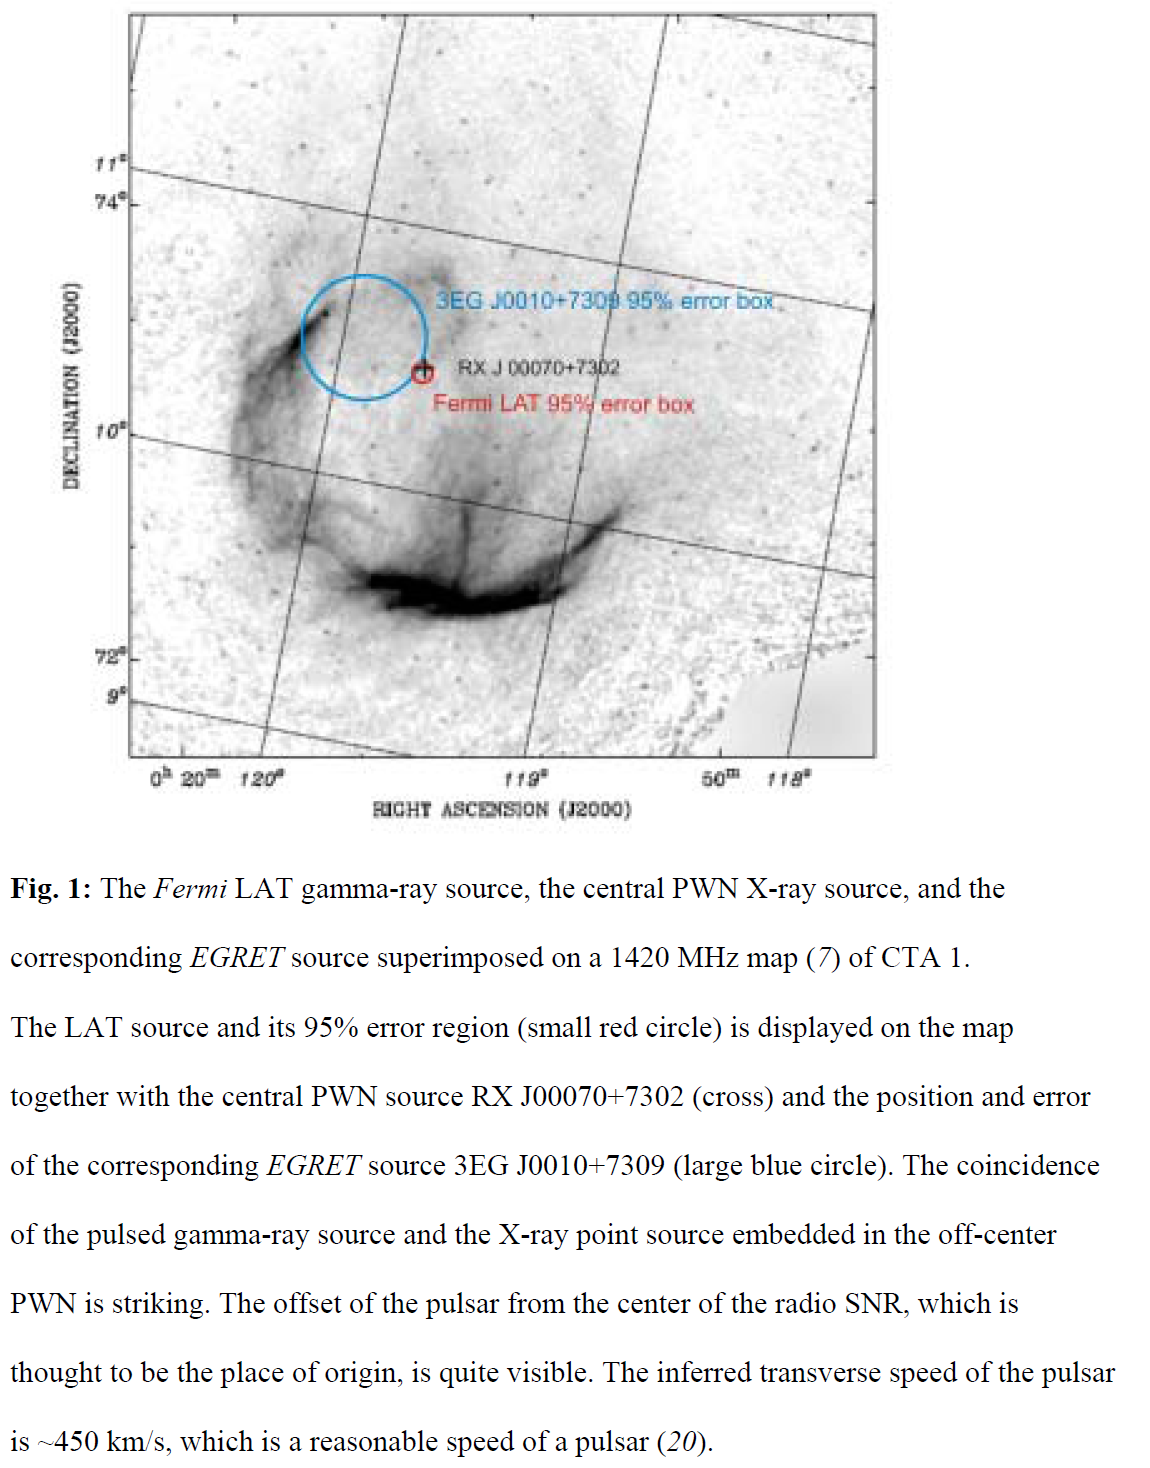 11°
74°
3EG J0010+7309 95% error box
RX J 00070+7302
Fermi LAT 95% error box
DECLINATION (J2000)
10°
72°
9°
0ʰ 20ᵐ 120° 119° 50ᵐ 118°
RIGHT ASCENSION (J2000)
Fig. 1: The Fermi LAT gamma-ray source, the central PWN X-ray source, and the
corresponding EGRET source superimposed on a 1420 MHz map (7) of CTA 1.
The LAT source and its 95% error region (small red circle) is displayed on the map
together with the central PWN source RX J00070+7302 (cross) and the position and error
of the corresponding EGRET source 3EG J0010+7309 (large blue circle). The coincidence
of the pulsed gamma-ray source and the X-ray point source embedded in the off-center
PWN is striking. The offset of the pulsar from the center of the radio SNR, which is
thought to be the place of origin, is quite visible. The inferred transverse speed of the pulsar
is ~450 km/s, which is a reasonable speed of a pulsar (20).